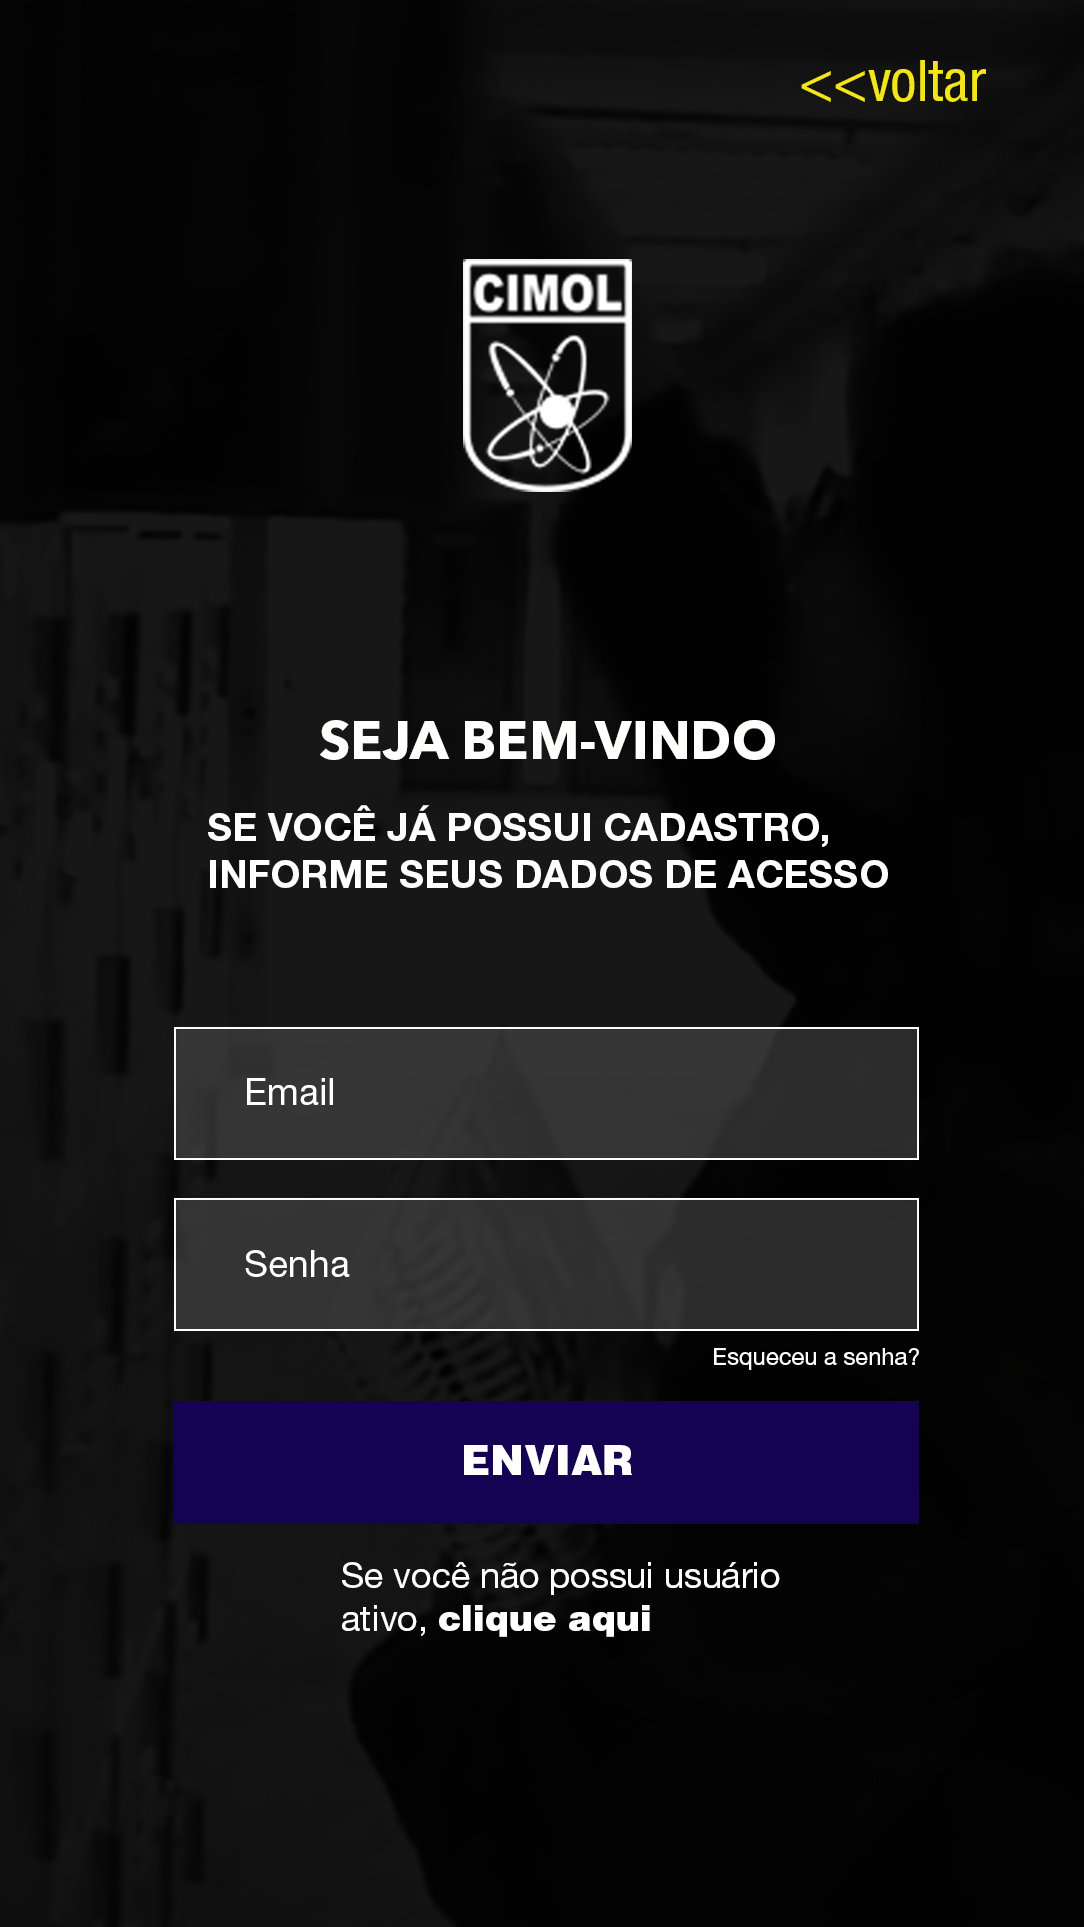 <<voltar
CIMOL
SEJA BEM-VINDO
SE VOCÊ JÁ POSSUI CADASTRO,
INFORME SEUS DADOS DE ACESSO
Email
Senha
Esqueceu a senha?
ENVIAR
Se você não possui usuário
ativo, clique aqui